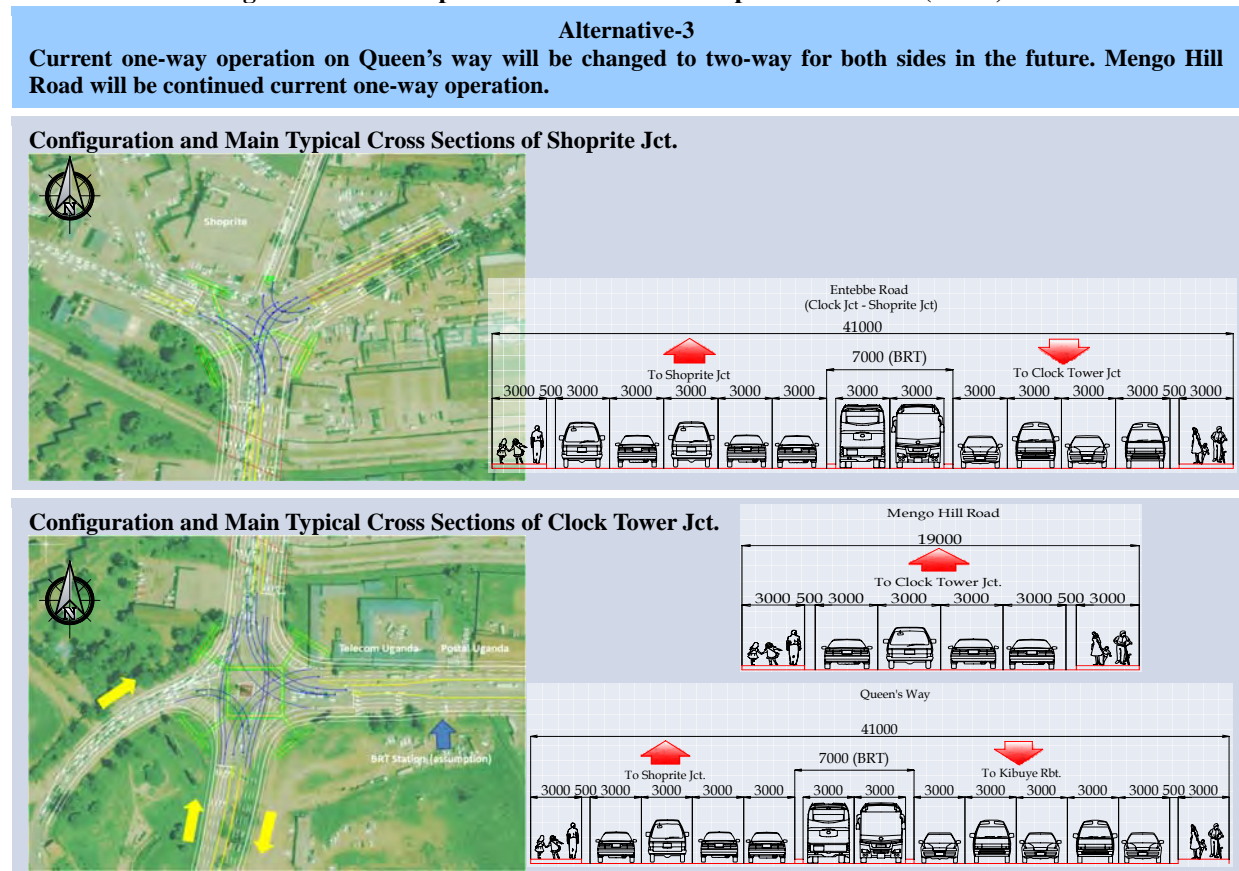 Alternative-3
Current one-way operation on Queen's way will be changed to two-way for both sides in the future. Mengo Hill
Road will be continued current one-way operation.
Configuration and Main Typical Cross Sections of Shoprite Jct.
N
Shoprite
Entebbe Road
(Clock Jct - Shoprite Jct)
41000
7000 (BRT)
To Shoprite Jct
To Clock Tower Jct
3000 500 3000 3000 3000 3000 3000 3000 3000 3000 3000 3000 3000 500 3000
Configuration and Main Typical Cross Sections of Clock Tower Jct.
Mengo Hill Road
19000
To Clock Tower Jct.
3000 500 3000 3000 3000 3000 500 3000
N
Telecom Uganda
Postal Uganda
BRT Station (assumption)
Queen's Way
41000
7000 (BRT)
To Shoprite Jct.
To Kibuye Rbt.
3000 500 3000 3000 3000 3000 3000 3000 3000 3000 3000 3000 3000 500 3000